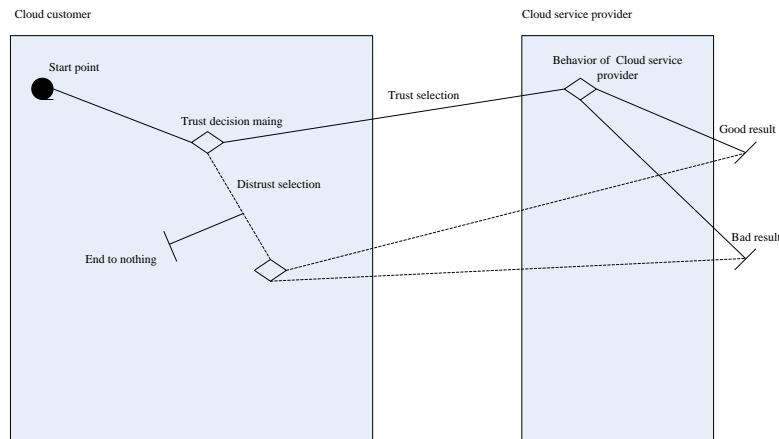 Cloud customer
Cloud service provider
Start point
Behavior of Cloud service
provider
Trust selection
Trust decision maing
Good result
Distrust selection
Bad result
End to nothing